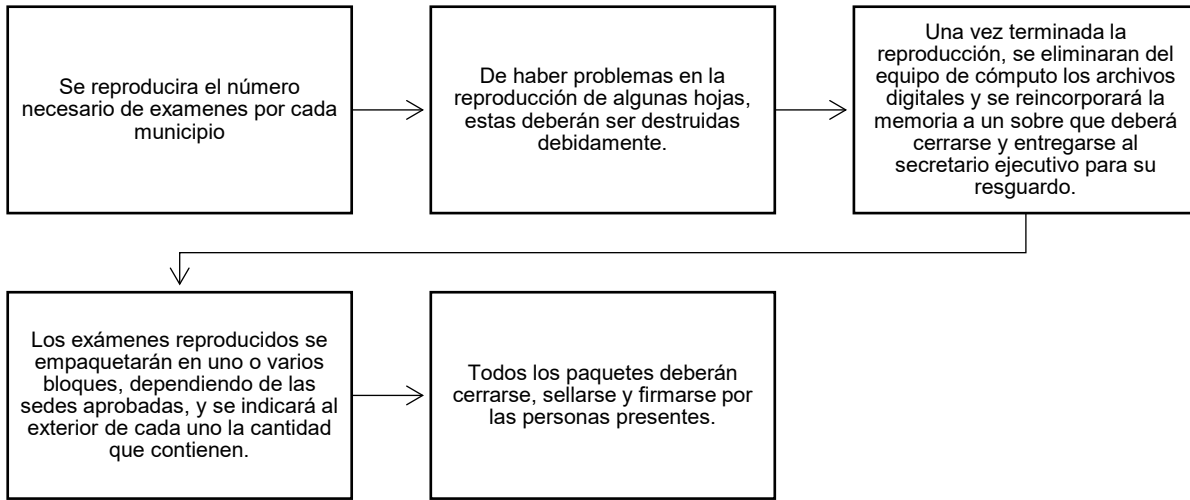 Se reproducira el número
necesario de examenes por cada
municipio
De haber problemas en la
reproducción de algunas hojas,
estas deberán ser destruidas
debidamente.
Una vez terminada la
reproducción, se eliminaran del
equipo de cómputo los archivos
digitales y se reincorporará la
memoria a un sobre que deberá
cerrarse y entregarse al
secretario ejecutivo para su
resguardo.
Los exámenes reproducidos se
empaquetarán en uno o varios
bloques, dependiendo de las
sedes aprobadas, y se indicará al
exterior de cada uno la cantidad
que contienen.
Todos los paquetes deberán
cerrarse, sellarse y firmarse por
las personas presentes.